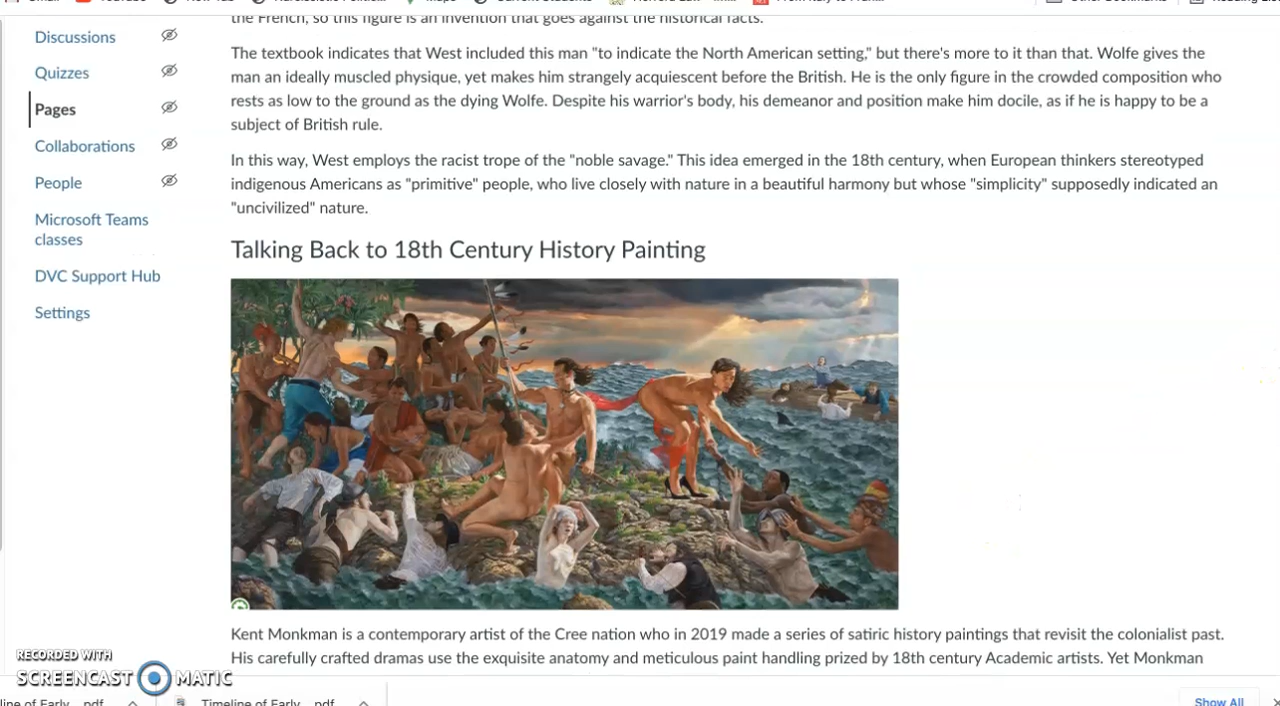 the French, so this figure is an invention that goes against the historical facts.
Discussions
Quizzes
Pages
Collaborations
People
Microsoft Teams
classes
DVC Support Hub
Settings
The textbook indicates that West included this man "to indicate the North American setting," but there's more to it than that. Wolfe gives the
man an ideally muscled physique, yet makes him strangely acquiescent before the British. He is the only figure in the crowded composition who
rests as low to the ground as the dying Wolfe. Despite his warrior's body, his demeanor and position make him docile, as if he is happy to be a
subject of British rule.
In this way, West employs the racist trope of the "noble savage." This idea emerged in the 18th century, when European thinkers stereotyped
indigenous Americans as "primitive" people, who live closely with nature in a beautiful harmony but whose "simplicity" supposedly indicated an
"uncivilized" nature.
Talking Back to 18th Century History Painting
Kent Monkman is a contemporary artist of the Cree nation who in 2019 made a series of satiric history paintings that revisit the colonialist past.
His carefully crafted dramas use the exquisite anatomy and meticulous paint handling prized by 18th century Academic artists. Yet Monkman
RECORDED WITH
SCREENCAST MATIC
line of Early....pdf
Timeline of Early....pdf
Show All